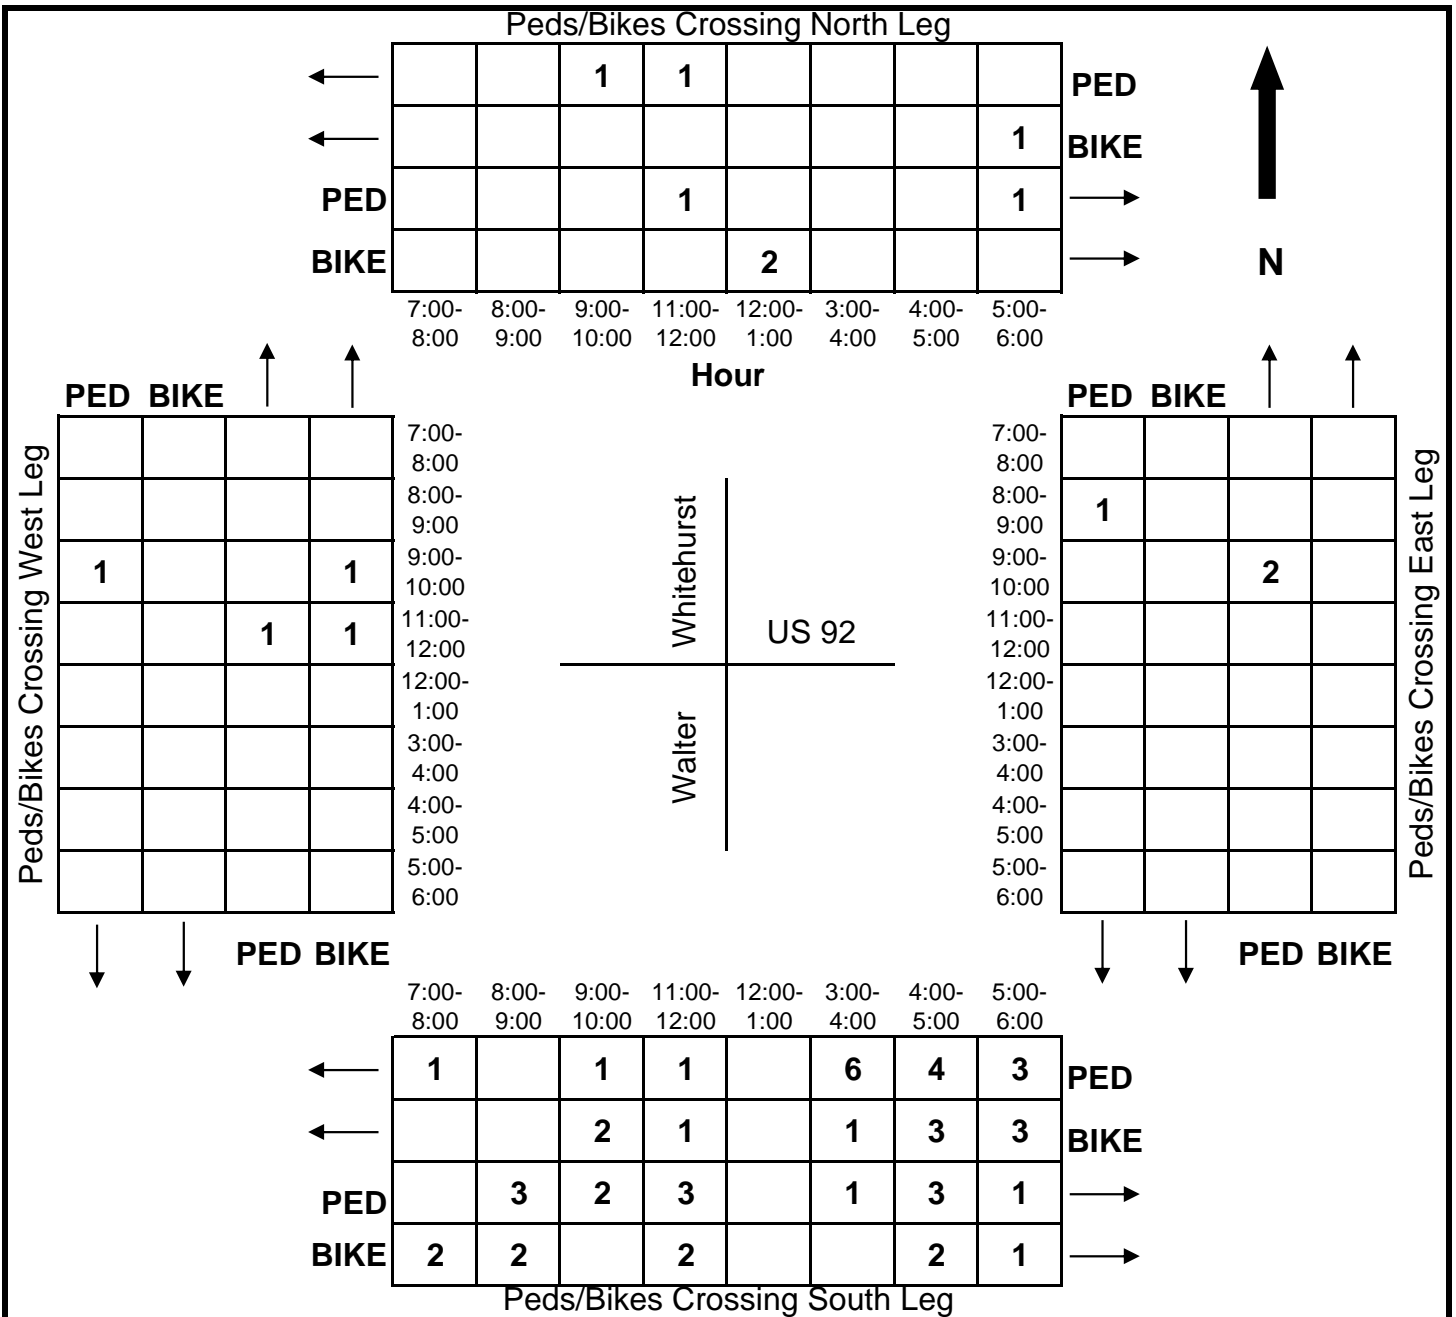 Peds/Bikes Crossing North Leg
1 1 PED
1 BIKE
PED 1 1
BIKE 2 N
7:00- 8:00- 9:00- 11:00- 12:00- 3:00- 4:00- 5:00-
8:00 9:00 10:00 12:00 1:00 4:00 5:00 6:00
Hour
PED BIKE
Peds/Bikes Crossing West Leg
7:00-
8:00
8:00-
9:00
1 1 9:00-
10:00
1 1 11:00-
12:00
12:00-
1:00
3:00-
4:00
4:00-
5:00
5:00-
6:00
PED BIKE
Whitehurst
US 92
Walter
PED BIKE
7:00-
8:00
8:00-
9:00
1
9:00-
10:00
2
11:00-
12:00
12:00-
1:00
3:00-
4:00
4:00-
5:00
5:00-
6:00
Peds/Bikes Crossing East Leg
PED BIKE
7:00- 8:00- 9:00- 11:00- 12:00- 3:00- 4:00- 5:00-
8:00 9:00 10:00 12:00 1:00 4:00 5:00 6:00
1 1 1 6 4 3 PED
2 1 1 3 3 BIKE
PED 3 2 3 1 3 1
BIKE 2 2 2 2 1
Peds/Bikes Crossing South Leg